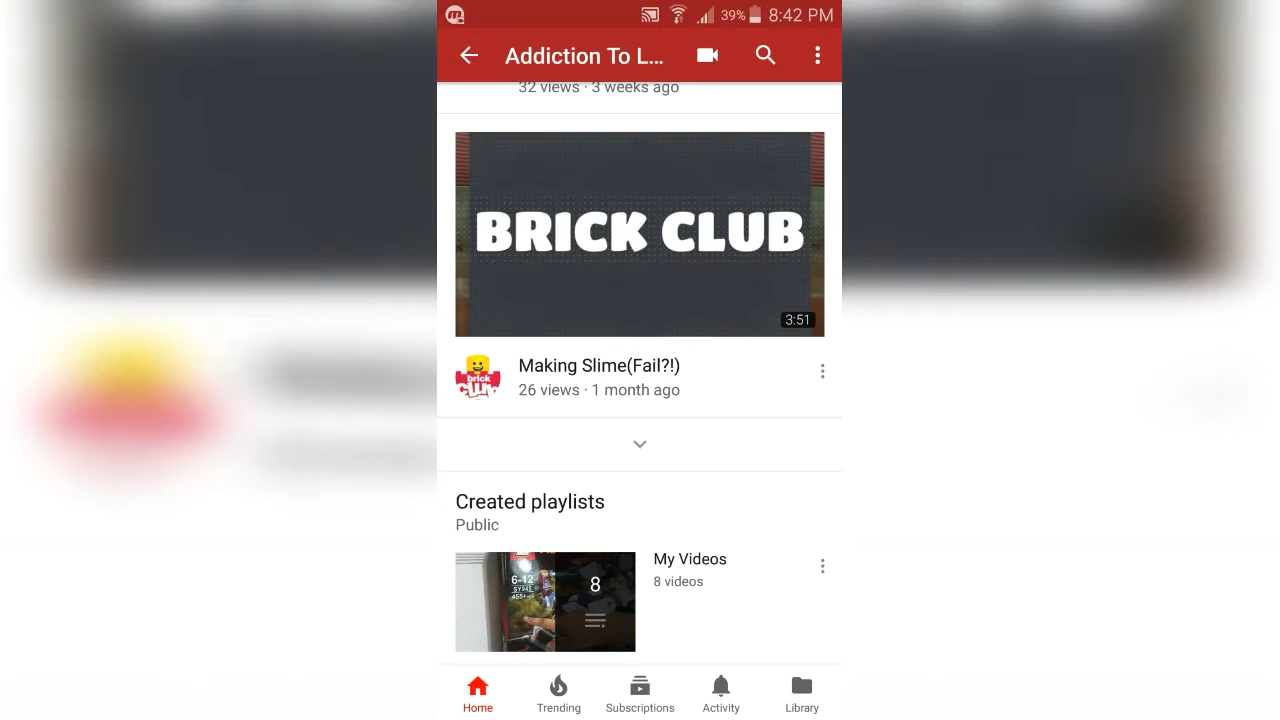 39% 8:42 PM
Addiction To L...
32 views · 3 weeks ago
BRICK CLUB
3:51
brick
club
Making Slime(Fail?!)
26 views · 1 month ago
Created playlists
Public
6-12
SY945
8
My Videos
8 videos
Home
Trending
Subscriptions
Activity
Library